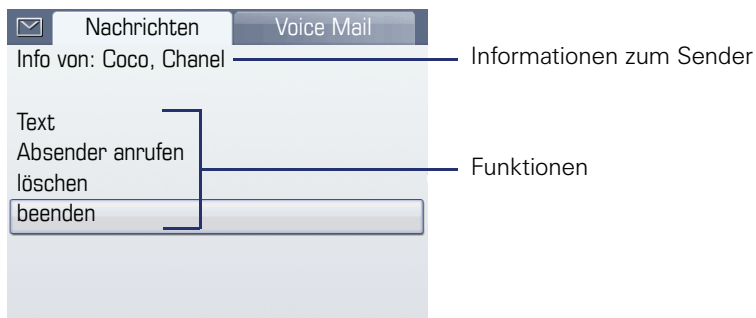 Nachrichten Voice Mail
Info von: Coco, Chanel
Informationen zum Sender
Text
Absender anrufen
Funktionen
löschen
beenden